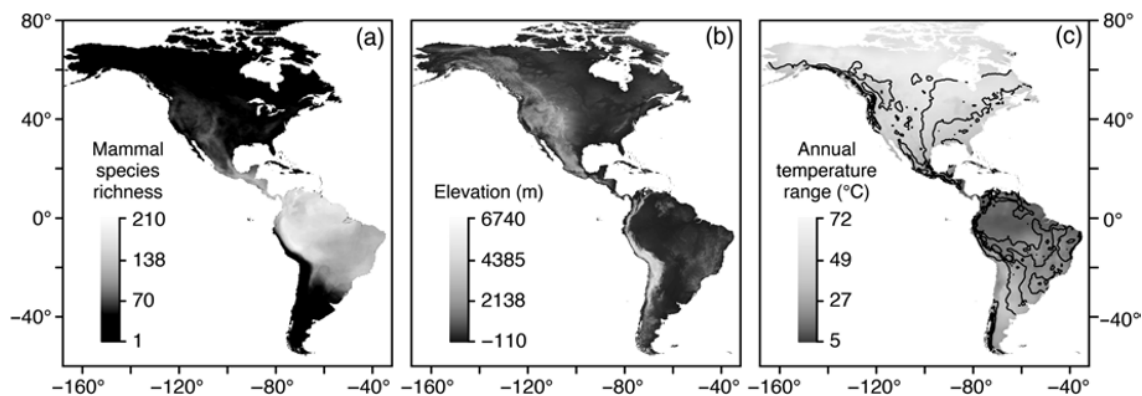 80°
(a)
(b)
(c)
80°
40°
40°
0°
0°
−40°
−40°
Mammal
species
richness
210
138
70
1
Elevation (m)
6740
4385
2138
−110
Annual
temperature
range (°C)
72
49
27
5
−160° −120° −80° −40°
−160° −120° −80° −40°
−160° −120° −80° −40°